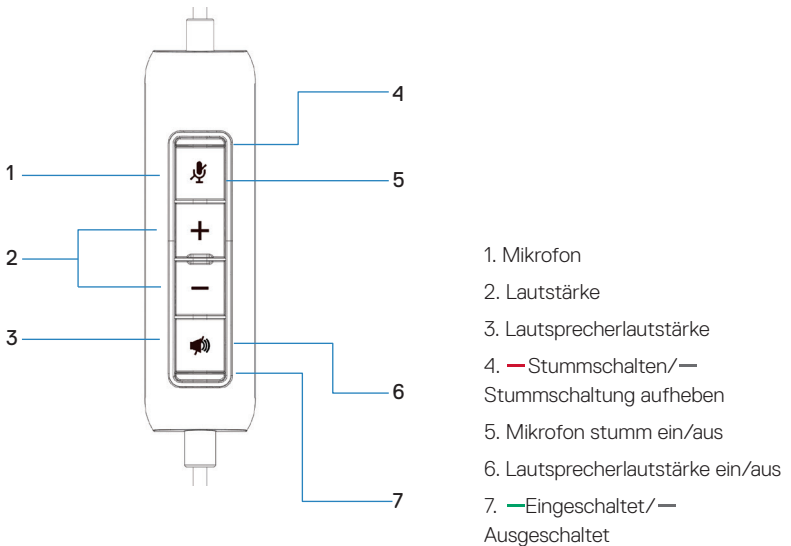 4
1
5
2
3
6
7
1. Mikrofon
2. Lautstärke
3. Lautsprecherlautstärke
4. —Stummschalten/—
Stummschaltung aufheben
5. Mikrofon stumm ein/aus
6. Lautsprecherlautstärke ein/aus
7. —Eingeschaltet/—
Ausgeschaltet